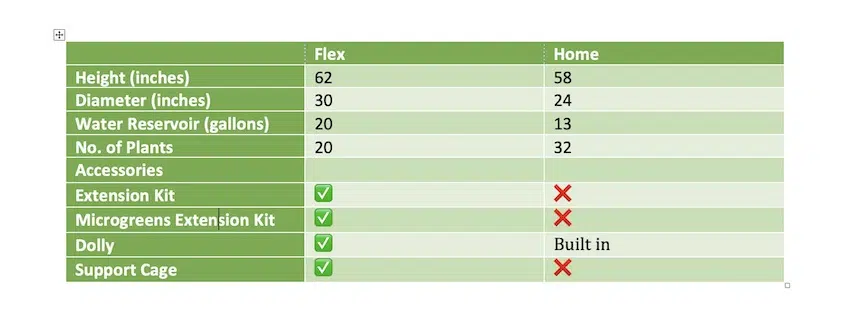 Flex Home
Height (inches) 62 58
Diameter (inches) 30 24
Water Reservoir (gallons) 20 13
No. of Plants 20 32
Accessories
Extension Kit ✅ ❌
Microgreens Extension Kit ✅ ❌
Dolly ✅ Built in
Support Cage ✅ ❌